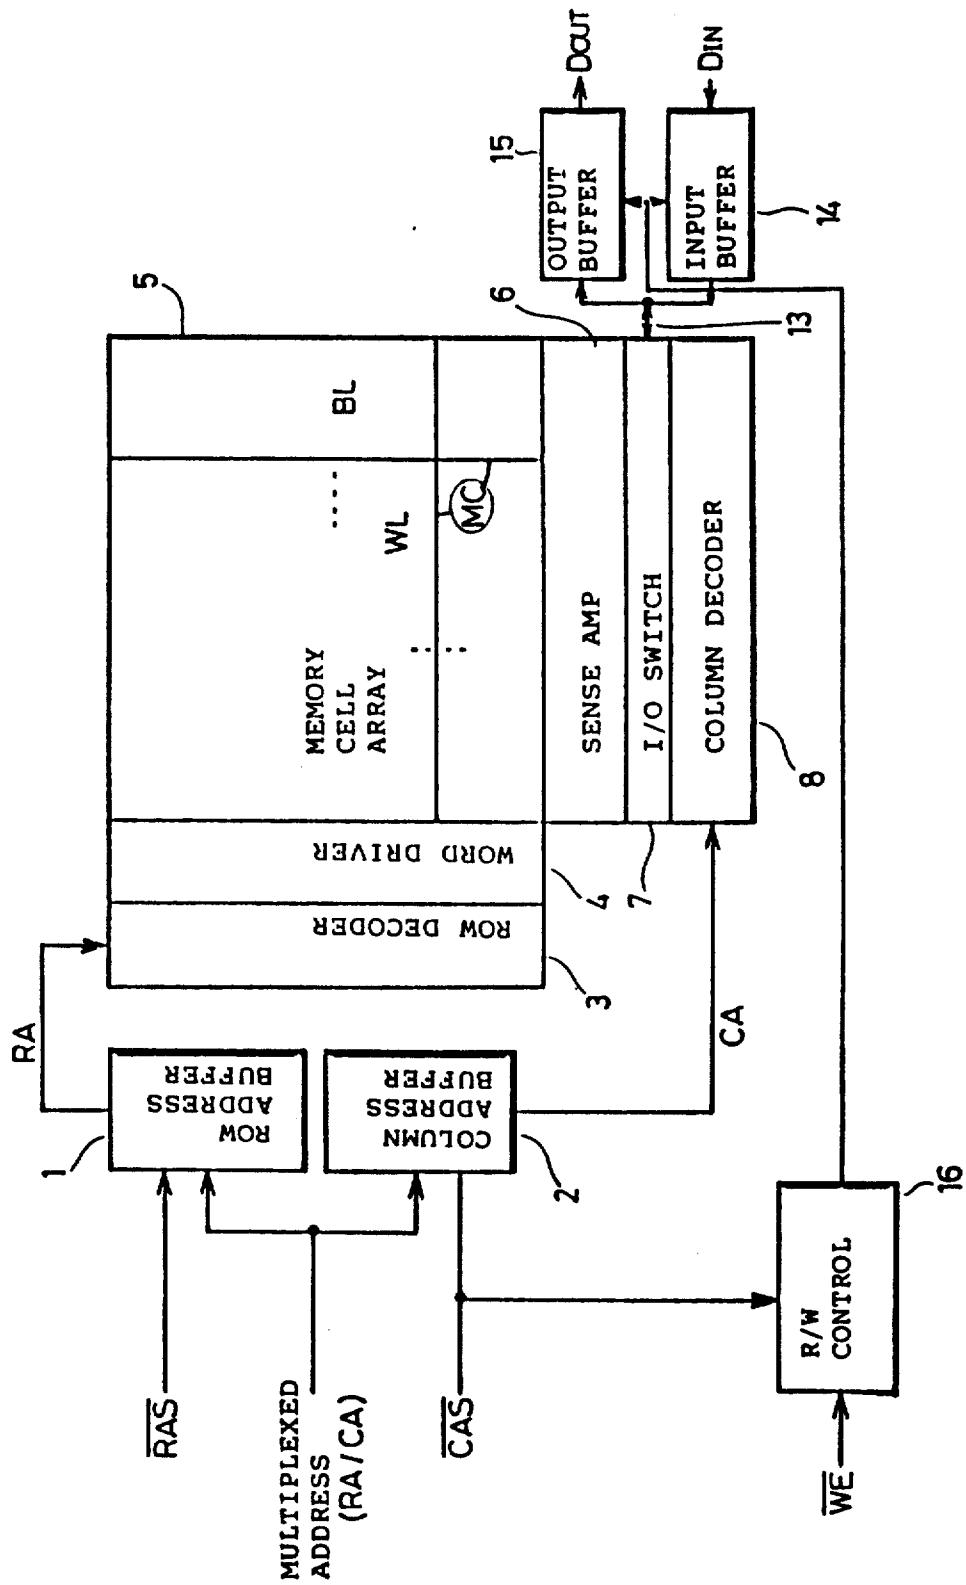 RAS
MULTIPLEXED
ADDRESS
(RA/CA)
CAS
WE
1
ROW
ADDRESS
BUFFER
RA
2
COLUMN
ADDRESS
BUFFER
CA
R/W
CONTROL
16
3
ROW DECODER
4
WORD DRIVER
5
MEMORY
CELL
ARRAY
WL
BL
MC
6
SENSE AMP
7
I/O SWITCH
8
COLUMN DECODER
13
15
OUTPUT
BUFFER
DOUT
INPUT
BUFFER
14
DIN